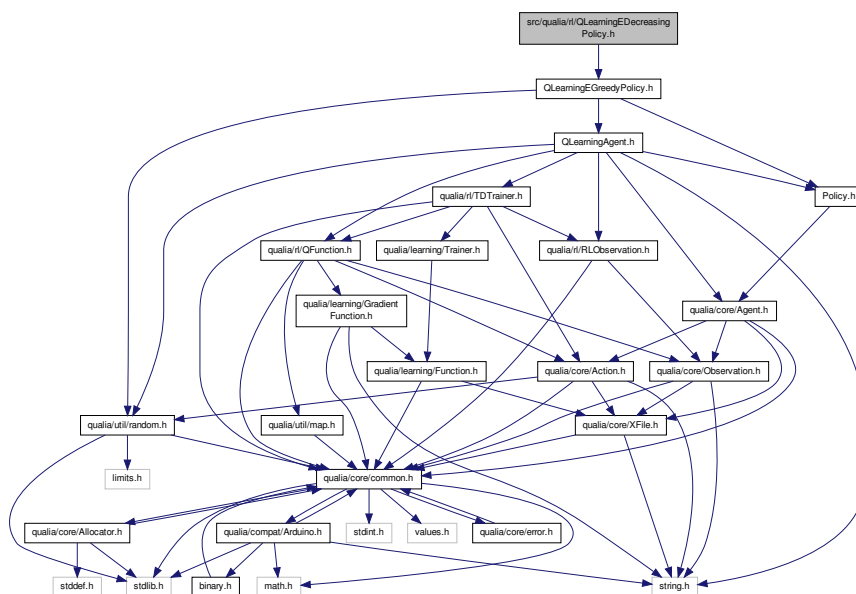 src/qualia/rl/QLearningEDecreasing
Policy.h
QLearningEGreedyPolicy.h
QLearningAgent.h
qualia/rl/TDTrainer.h
Policy.h
qualia/rl/QFunction.h
qualia/learning/Trainer.h
qualia/rl/RLObservation.h
qualia/learning/Gradient
Function.h
qualia/core/Agent.h
qualia/learning/Function.h
qualia/core/Action.h
qualia/core/Observation.h
qualia/util/random.h
qualia/util/map.h
qualia/core/XFile.h
limits.h
qualia/core/common.h
qualia/core/Allocator.h
qualia/compat/Arduino.h
stdint.h
values.h
qualia/core/error.h
stddef.h
stdlib.h
binary.h
math.h
string.h